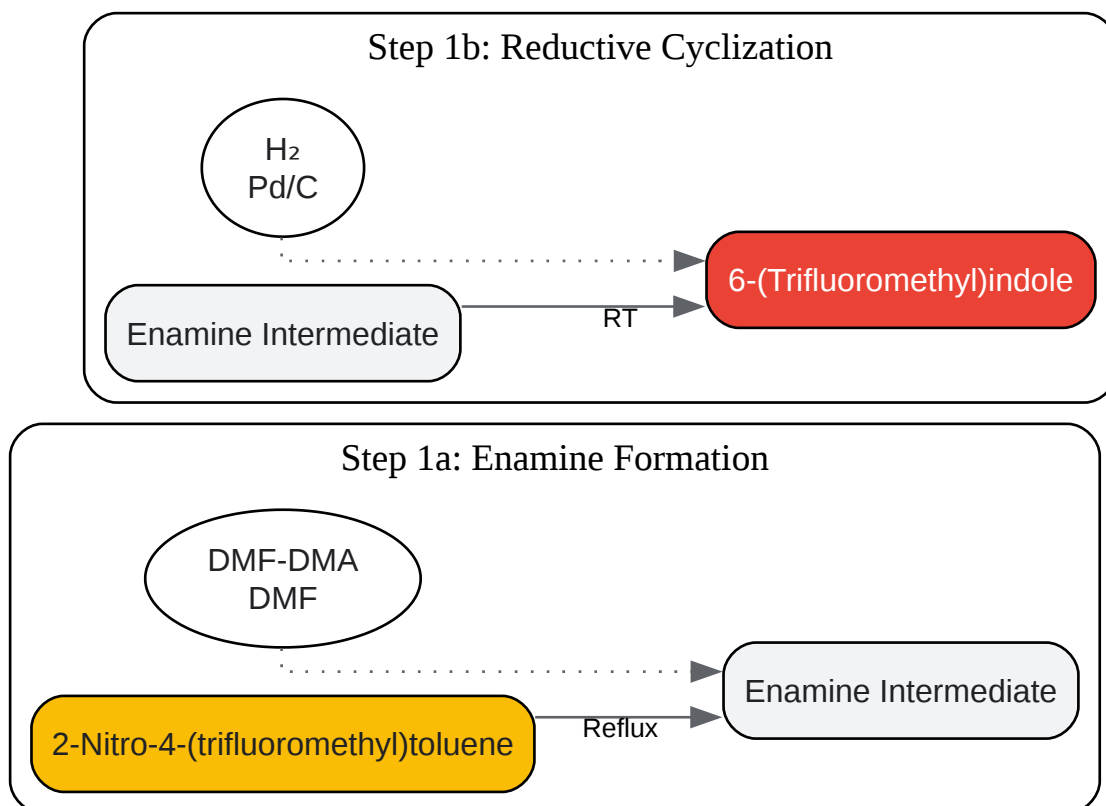 Step 1b: Reductive Cyclization
H₂
Pd/C
6-(Trifluoromethyl)indole
Enamine Intermediate
RT
Step 1a: Enamine Formation
DMF-DMA
DMF
Enamine Intermediate
2-Nitro-4-(trifluoromethyl)toluene
Reflux